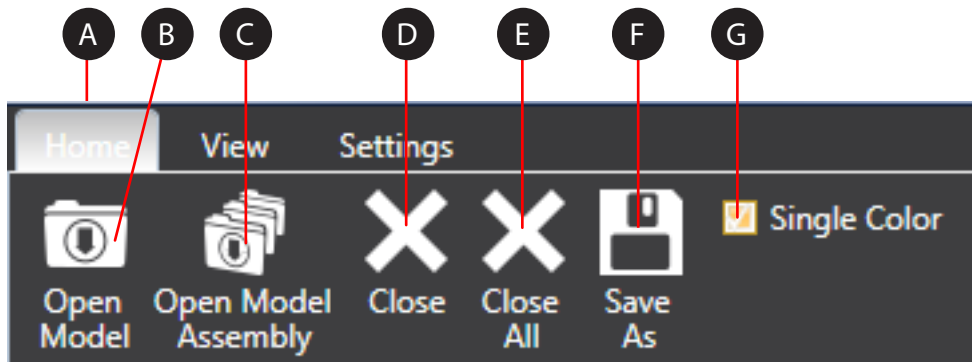 A B C D E F G
Home View Settings
Single Color
Open Open Model Close Close Save
Model Assembly All As